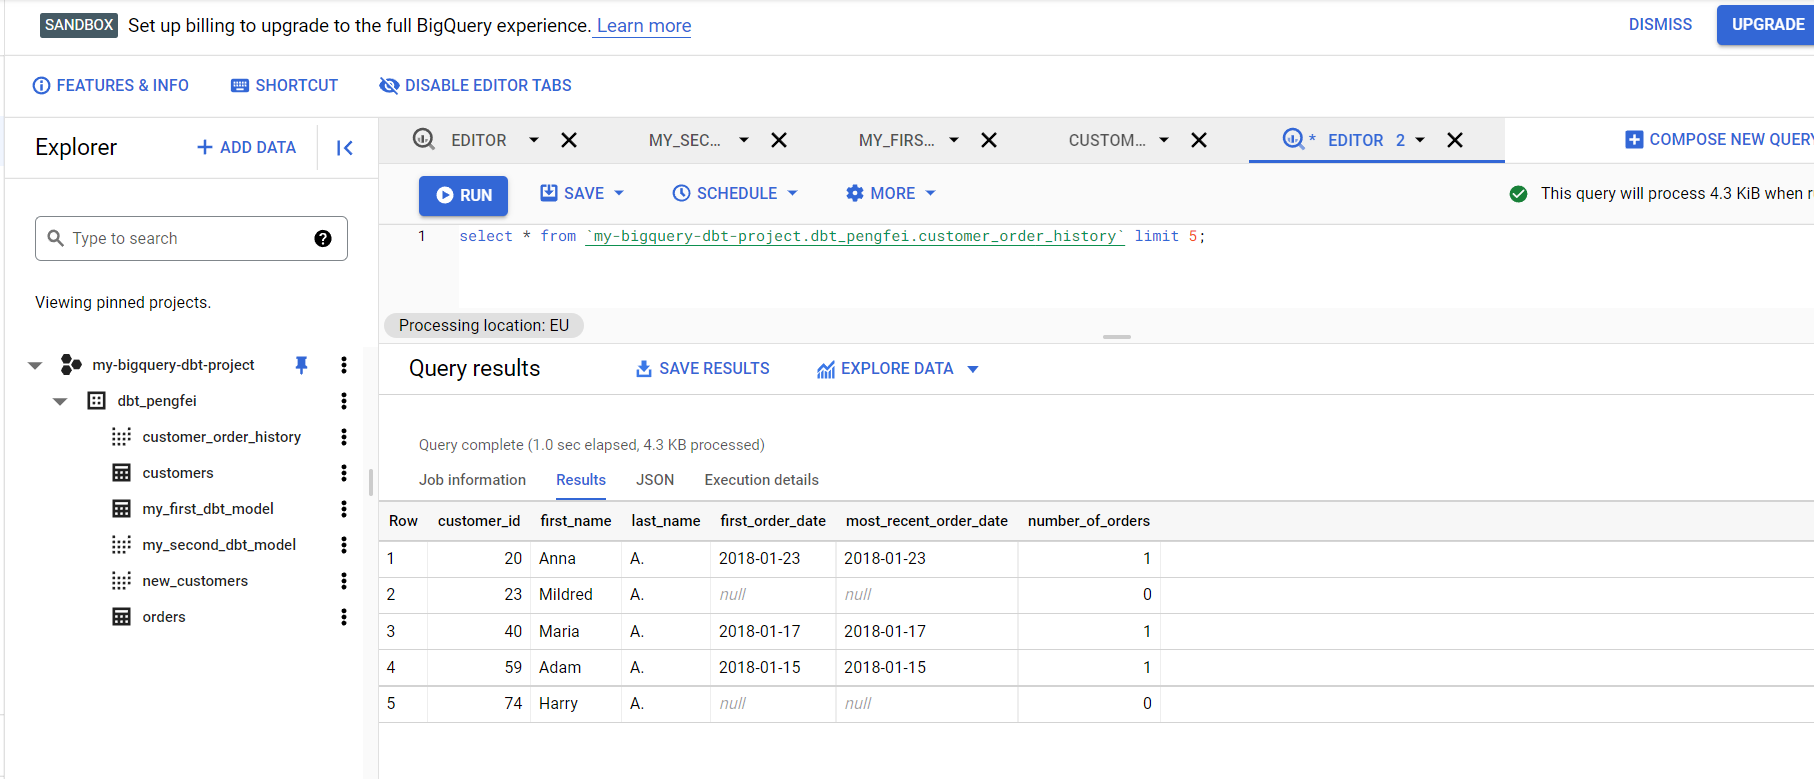 SANDBOX Set up billing to upgrade to the full BigQuery experience. Learn more DISMISS UPGRADE
FEATURES & INFO SHORTCUT DISABLE EDITOR TABS
Explorer + ADD DATA
EDITOR MY_SEC... MY_FIRS... CUSTOM... * EDITOR 2 COMPOSE NEW QUERY
RUN SAVE SCHEDULE MORE This query will process 4.3 KiB when
1 select * from `my-bigquery-dbt-project.dbt_pengfei.customer_order_history` limit 5;
Type to search
Viewing pinned projects.
Processing location: EU
my-bigquery-dbt-project
dbt_pengfei
customer_order_history
customers
my_first_dbt_model
my_second_dbt_model
new_customers
orders
Query results SAVE RESULTS EXPLORE DATA
Query complete (1.0 sec elapsed, 4.3 KB processed)
Job information Results JSON Execution details
Row customer_id first_name last_name first_order_date most_recent_order_date number_of_orders
1 20 Anna A. 2018-01-23 2018-01-23 1
2 23 Mildred A. null null 0
3 40 Maria A. 2018-01-17 2018-01-17 1
4 59 Adam A. 2018-01-15 2018-01-15 1
5 74 Harry A. null null 0